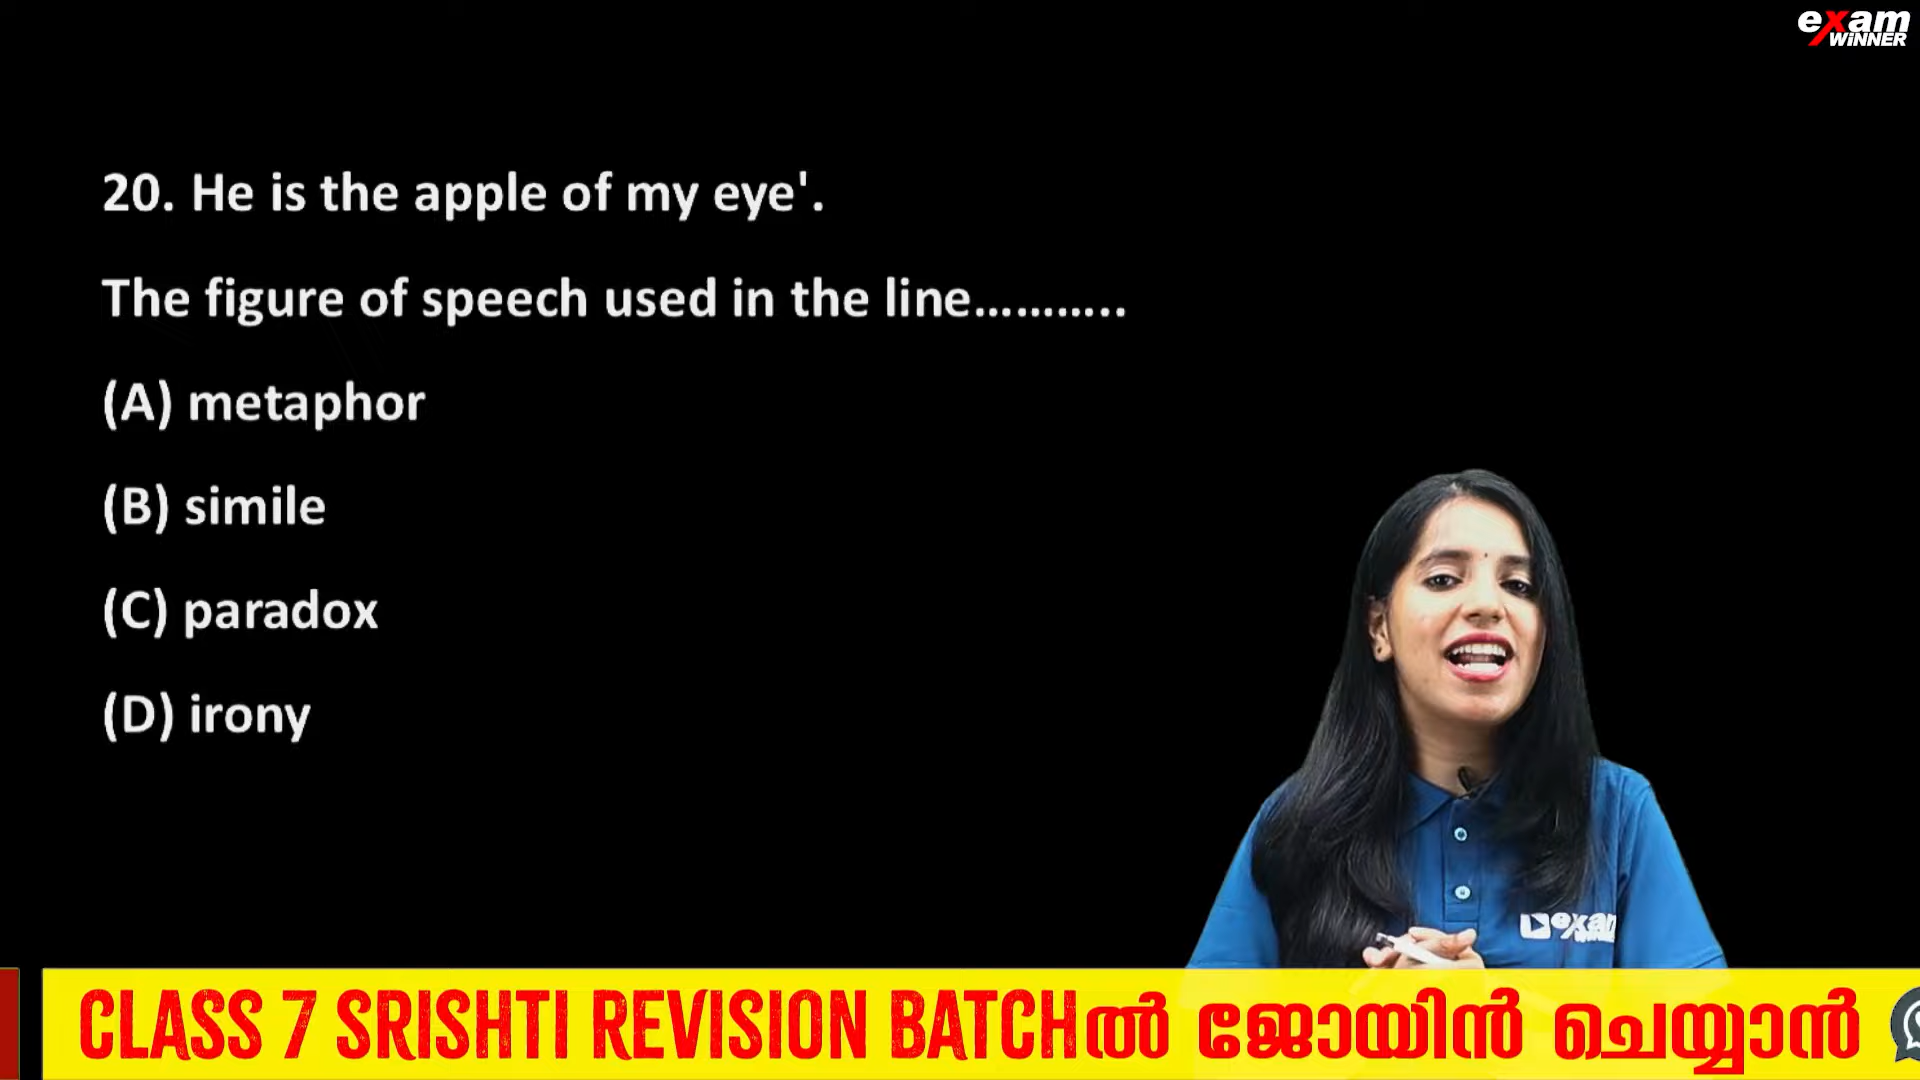 exam
WiNNER
20. He is the apple of my eye'.
The figure of speech used in the line...........
(A) metaphor
(B) simile
(C) paradox
(D) irony
exam
CLASS 7 SRISHTI REVISION BATCHൽ ജോയിൻ ചെയ്യാൻ